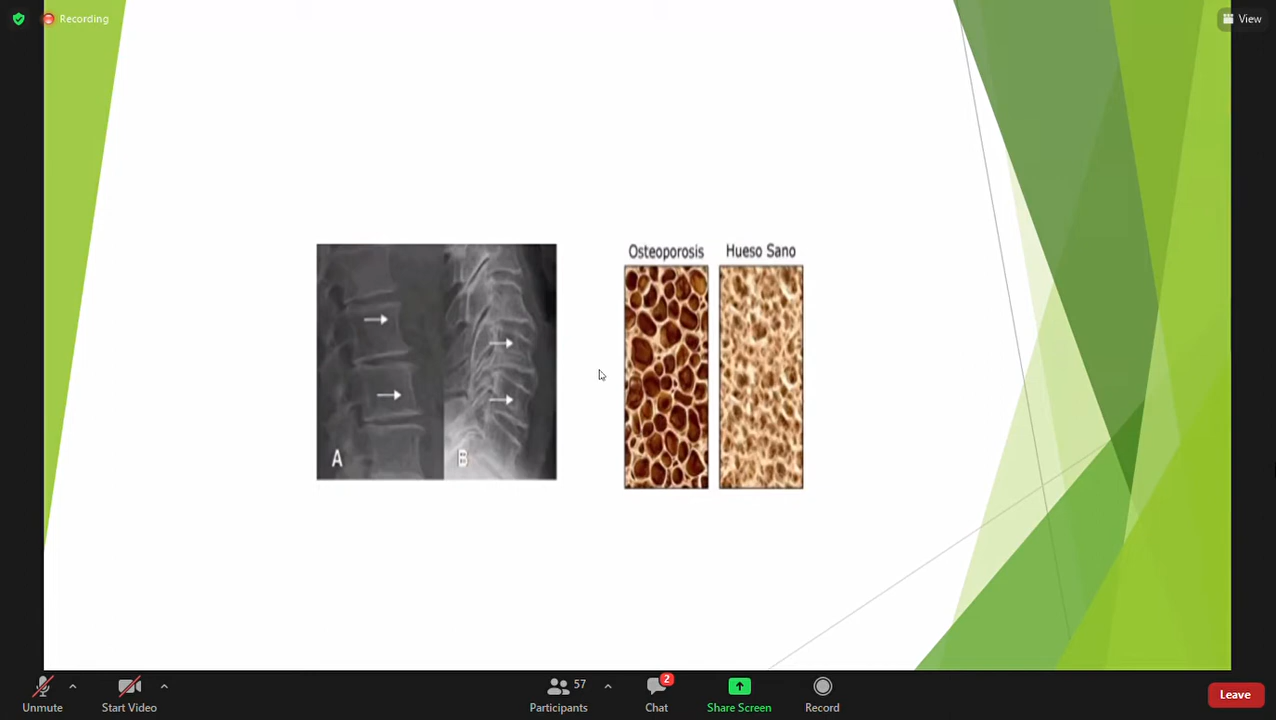 Recording
View
Osteoporosis
Hueso Sano
A
B
57
2
Unmute
Start Video
Participants
Chat
Share Screen
Record
Leave